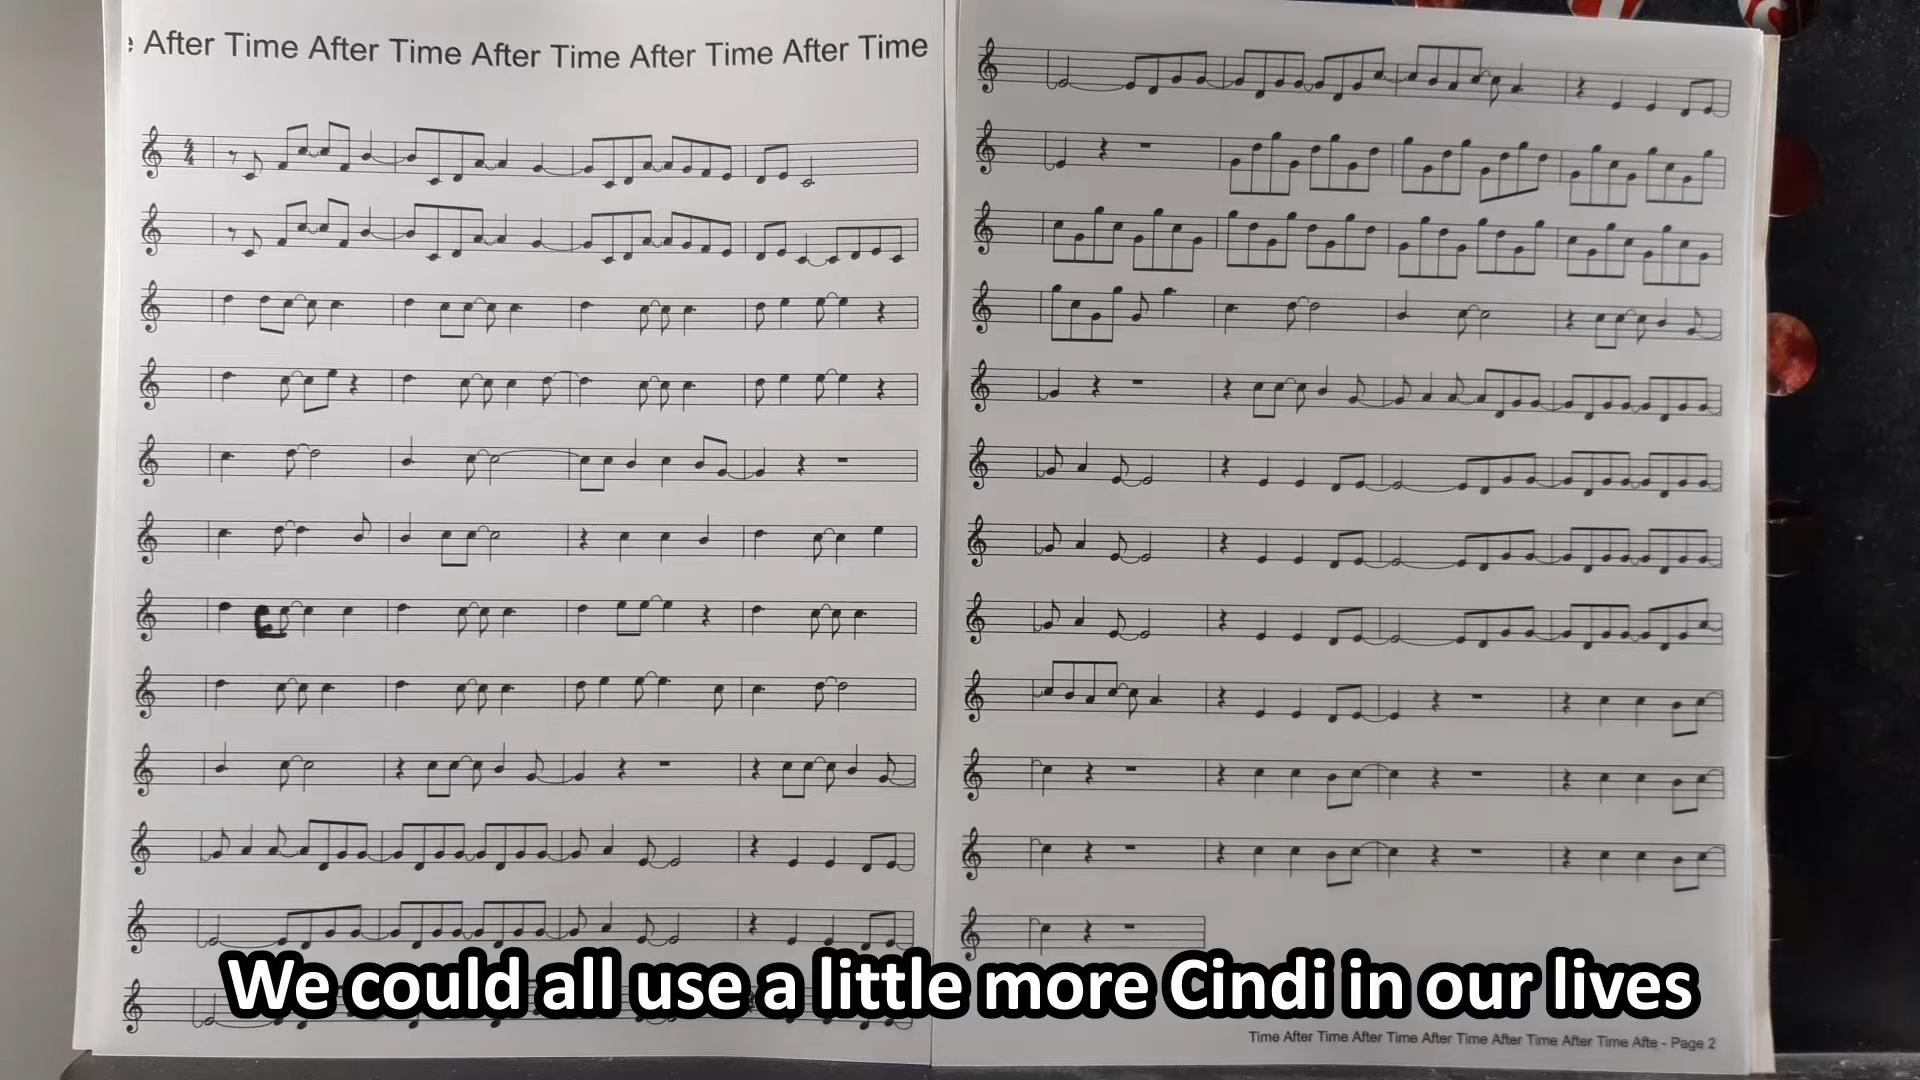 After Time After Time After Time After Time After Time
We could all use a little more Cindi in our lives
Time After Time After Time After Time After Time After Time Afte - Page 2